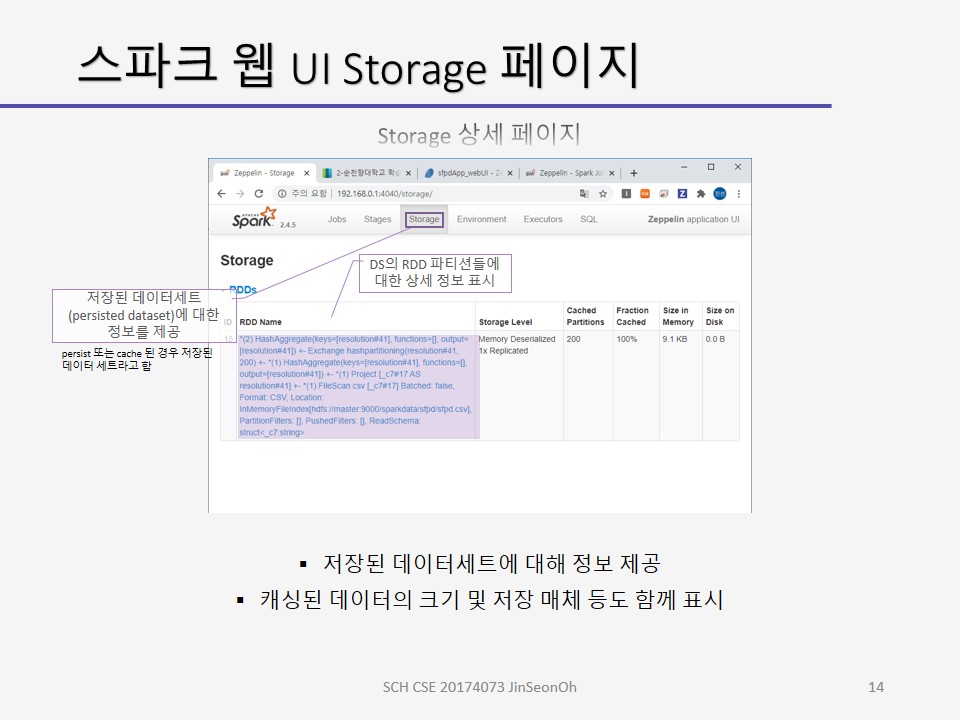 스파크 웹 UI Storage 페이지
Storage 상세 페이지
Zeppelin - Storage
2-순천향대학교 학습
sfpdApp_webUI - Z
Zeppelin - Spark Jo
주의 요함 | 192.168.0.1:4040/storage/
APACHE
Spark 2.4.5
Jobs Stages Storage Environment Executors SQL
Zeppelin application UI
Storage
RDDs
DS의 RDD 파티션들에
대한 상세 정보 표시
저장된 데이터세트
(persisted dataset)에 대한
정보를 제공
persist 또는 cache 된 경우 저장된
데이터 세트라고 함
ID RDD Name Storage Level Cached Partitions Fraction Cached Size in Memory Size on Disk
*(2) HashAggregate(keys=[resolution#41], functions=[], output=
[resolution#41]) +- Exchange hashpartitioning(resolution#41,
200) +- *(1) HashAggregate(keys=[resolution#41], functions=[],
output=[resolution#41]) +- *(1) Project [_c7#17 AS
resolution#41] +- *(1) FileScan csv [_c7#17] Batched: false,
Format: CSV, Location:
InMemoryFileIndex[hdfs://master:9000/sparkdata/sfpd/sfpd.csv],
PartitionFilters: [], PushedFilters: [], ReadSchema:
struct<_c7:string>
Memory Deserialized
1x Replicated
200 100% 9.1 KB 0.0 B
▪ 저장된 데이터세트에 대해 정보 제공
▪ 캐싱된 데이터의 크기 및 저장 매체 등도 함께 표시
SCH CSE 20174073 JinSeonOh
14